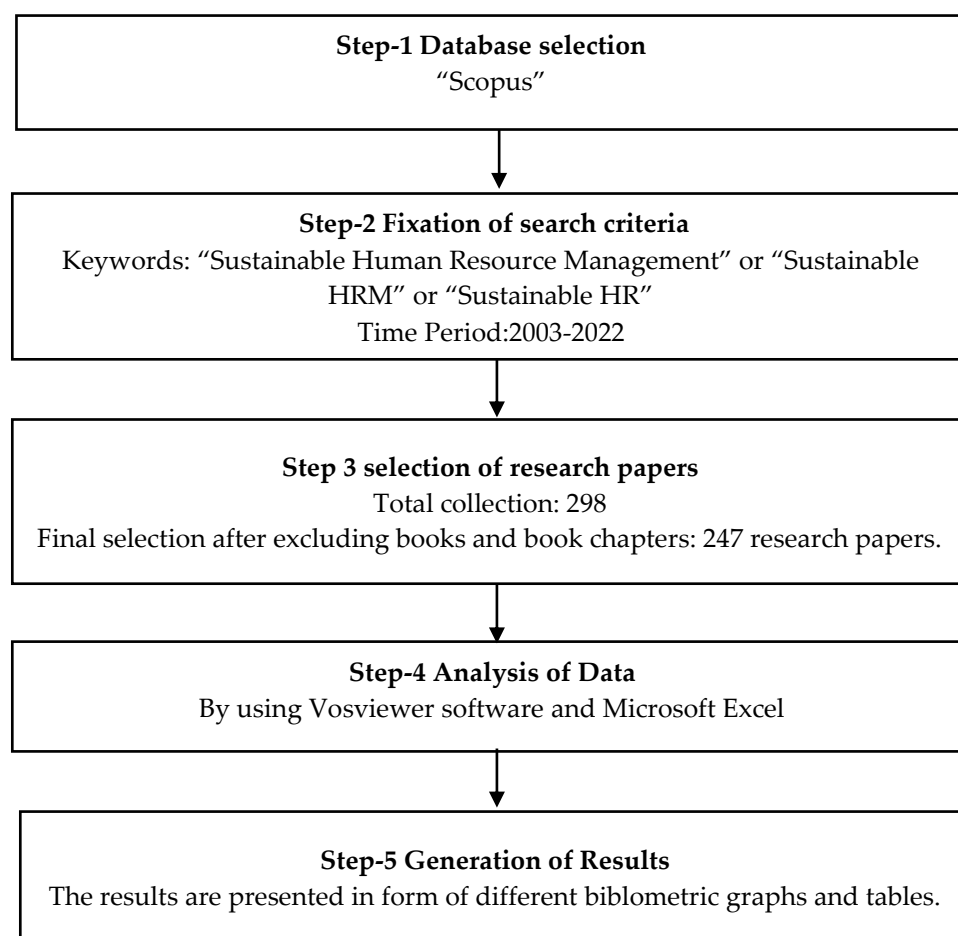 Step-1 Database selection
“Scopus”
Step-2 Fixation of search criteria
Keywords: “Sustainable Human Resource Management” or “Sustainable
HRM” or “Sustainable HR”
Time Period:2003-2022
Step 3 selection of research papers
Total collection: 298
Final selection after excluding books and book chapters: 247 research papers.
Step-4 Analysis of Data
By using Vosviewer software and Microsoft Excel
Step-5 Generation of Results
The results are presented in form of different biblometric graphs and tables.